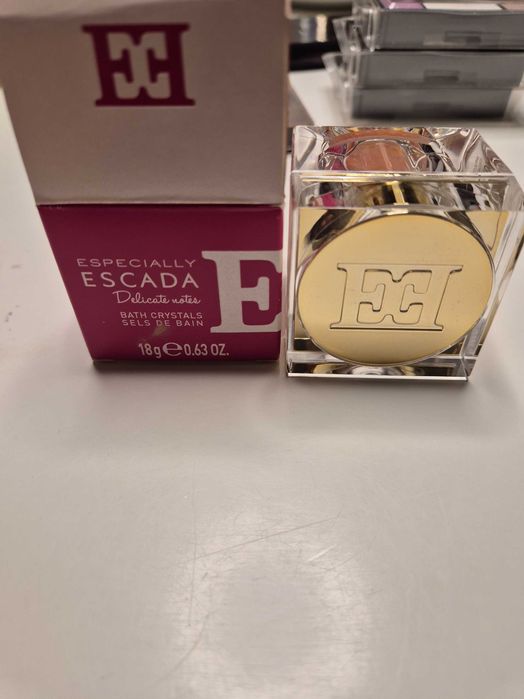 ESPECIALLY
ESCADA
Delicate notes
BATH CRYSTALS
SELS DE BAIN
18g ℮ 0.63 OZ.
E